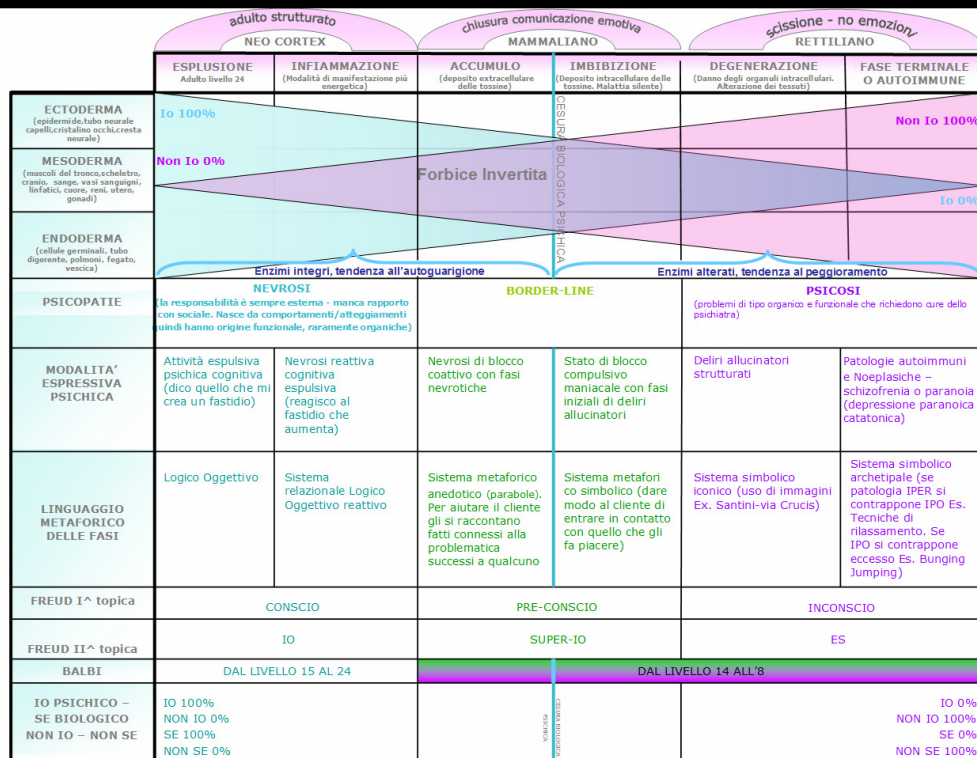 adulto strutturato
chiusura comunicazione emotiva
scissione - no emozioni
NEO CORTEX
MAMMALIANO
RETTILIANO
ESPLUSIONE
Adulto livello 24
INFIAMMAZIONE
(Modalità di manifestazione più
energetica)
ACCUMULO
(deposito extracellulare
delle tossine)
IMBIBIZIONE
(Deposito intracellulare delle
tossine. Malattia silente)
DEGENERAZIONE
(Danno degli organuli intracellulari.
Alterazione dei tessuti)
FASE TERMINALE
O AUTOIMMUNE
ECTODERMA
(epidermide,tubo neurale
capelli,cristalino occhi,cresta
neurale)
Io 100%
Non Io 100%
CESURA BIOLOGICA PSICHICA
MESODERMA
(muscoli del tronco,scheletro,
cranio, sange, vasi sanguigni,
linfatici, cuore, reni, utero,
gonadi)
Non Io 0%
Forbice Invertita
Io 0%
ENDODERMA
(cellule germinali, tubo
digerente, polmoni, fegato,
vescica)
Enzimi integri, tendenza all'autoguarigione
Enzimi alterati, tendenza al peggioramento
PSICOPATIE
NEVROSI
(la responsabilità è sempre esterna - manca rapporto
con sociale. Nasce da comportamenti/atteggiamenti
quindi hanno origine funzionale, raramente organiche)
BORDER-LINE
PSICOSI
(problemi di tipo organico e funzionale che richiedono cure dello
psichiatra)
MODALITA'
ESPRESSIVA
PSICHICA
Attività espulsiva
psichica cognitiva
(dico quello che mi
crea un fastidio)
Nevrosi reattiva
cognitiva
espulsiva
(reagisco al
fastidio che
aumenta)
Nevrosi di blocco
coattivo con fasi
nevrotiche
Stato di blocco
compulsivo
maniacale con fasi
iniziali di deliri
allucinatori
Deliri allucinatori
strutturati
Patologie autoimmuni
e Noeplasiche –
schizofrenia o paranoia
(depressione paranoica
catatonica)
LINGUAGGIO
METAFORICO
DELLE FASI
Logico Oggettivo
Sistema
relazionale Logico
Oggettivo reattivo
Sistema metaforico
anedotico (parabole).
Per aiutare il cliente
gli si raccontano
fatti connessi alla
problematica
successi a qualcuno
Sistema metafori
co simbolico (dare
modo al cliente di
entrare in contatto
con quello che gli
fa piacere)
Sistema simbolico
iconico (uso di immagini
Ex. Santini-via Crucis)
Sistema simbolico
archetipale (se
patologia IPER si
contrappone IPO Es.
Tecniche di
rilassamento. Se
IPO si contrappone
eccesso Es. Bunging
Jumping)
FREUD I^ topica
CONSCIO
PRE-CONSCIO
INCONSCIO
FREUD II^ topica
IO
SUPER-IO
ES
BALBI
DAL LIVELLO 15 AL 24
DAL LIVELLO 14 ALL'8
IO PSICHICO –
SE BIOLOGICO
NON IO – NON SE
IO 100%
NON IO 0%
SE 100%
NON SE 0%
CESURA BIOLOGICA
PSICHICA
IO 0%
NON IO 100%
SE 0%
NON SE 100%